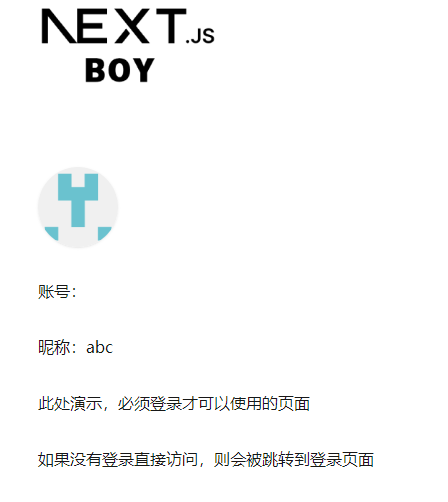 NEXT.JS
BOY
账号：
昵称：abc
此处演示，必须登录才可以使用的页面
如果没有登录直接访问，则会被跳转到登录页面